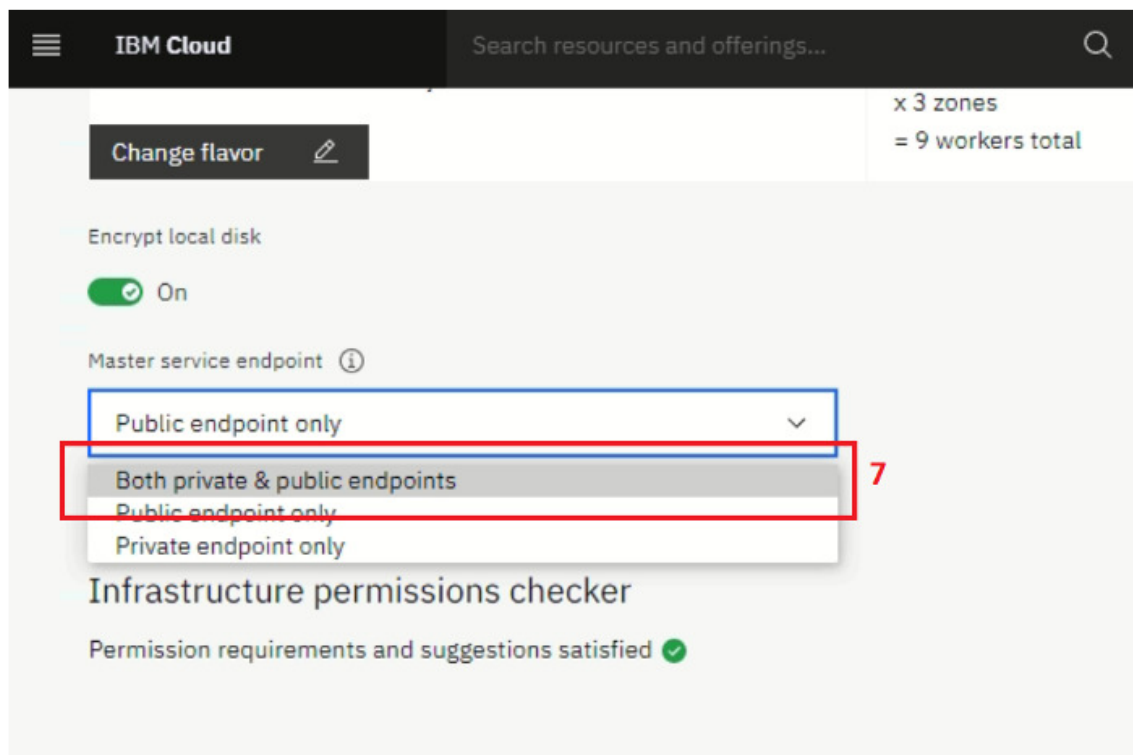 IBM Cloud
Search resources and offerings...
x 3 zones
= 9 workers total
Change flavor
Encrypt local disk
On
Master service endpoint
Public endpoint only
Both private & public endpoints
7
Public endpoint only
Private endpoint only
Infrastructure permissions checker
Permission requirements and suggestions satisfied